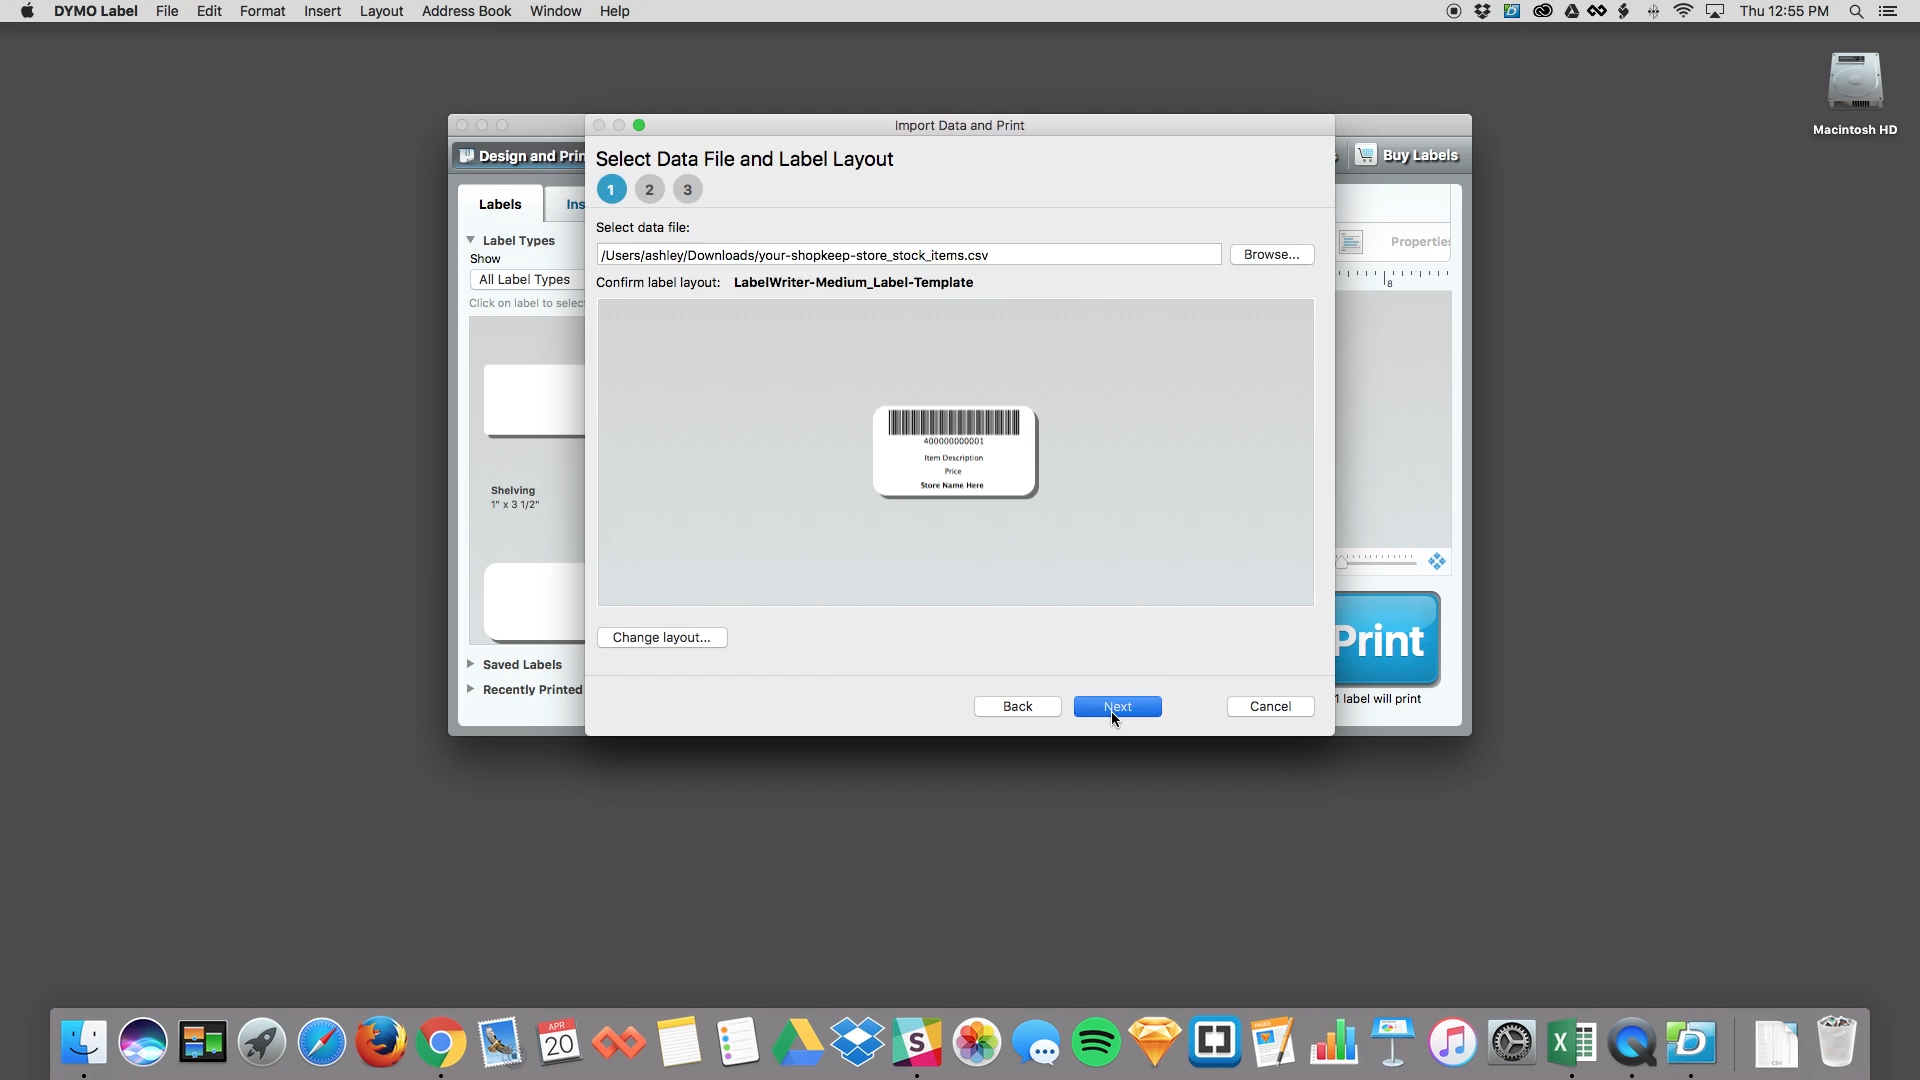 DYMO Label File Edit Format Insert Layout Address Book Window Help Thu 12:55 PM
Macintosh HD
Import Data and Print
Design and Prin
Buy Labels
Select Data File and Label Layout
1 2 3
Labels
Ins
Label Types
Show
All Label Types
Click on label to selec
Shelving
1" x 3 1/2"
Saved Labels
Recently Printed
Select data file:
/Users/ashley/Downloads/your-shopkeep-store_stock_items.csv
Browse...
Confirm label layout: LabelWriter-Medium_Label-Template
400000000001
Item Description
Price
Store Name Here
Change layout...
Back
Next
Cancel
Properties
8
Print
1 label will print
APR
20
PAGES
CSV